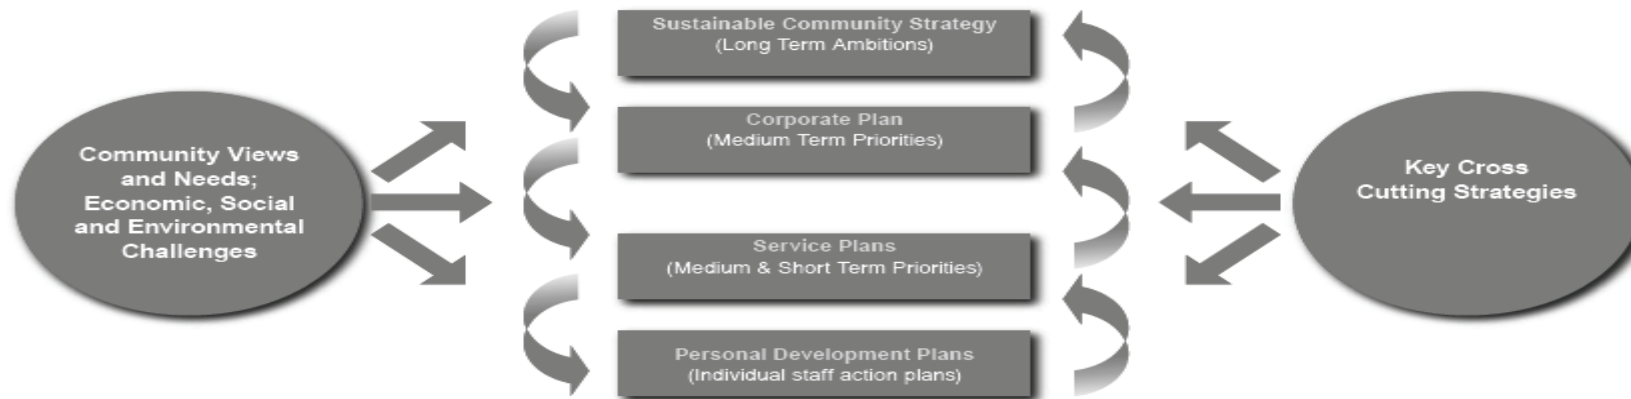 Community Views
and Needs;
Economic, Social
and Environmental
Challenges
Sustainable Community Strategy
(Long Term Ambitions)
Corporate Plan
(Medium Term Priorities)
Service Plans
(Medium & Short Term Priorities)
Personal Development Plans
(Individual staff action plans)
Key Cross
Cutting Strategies